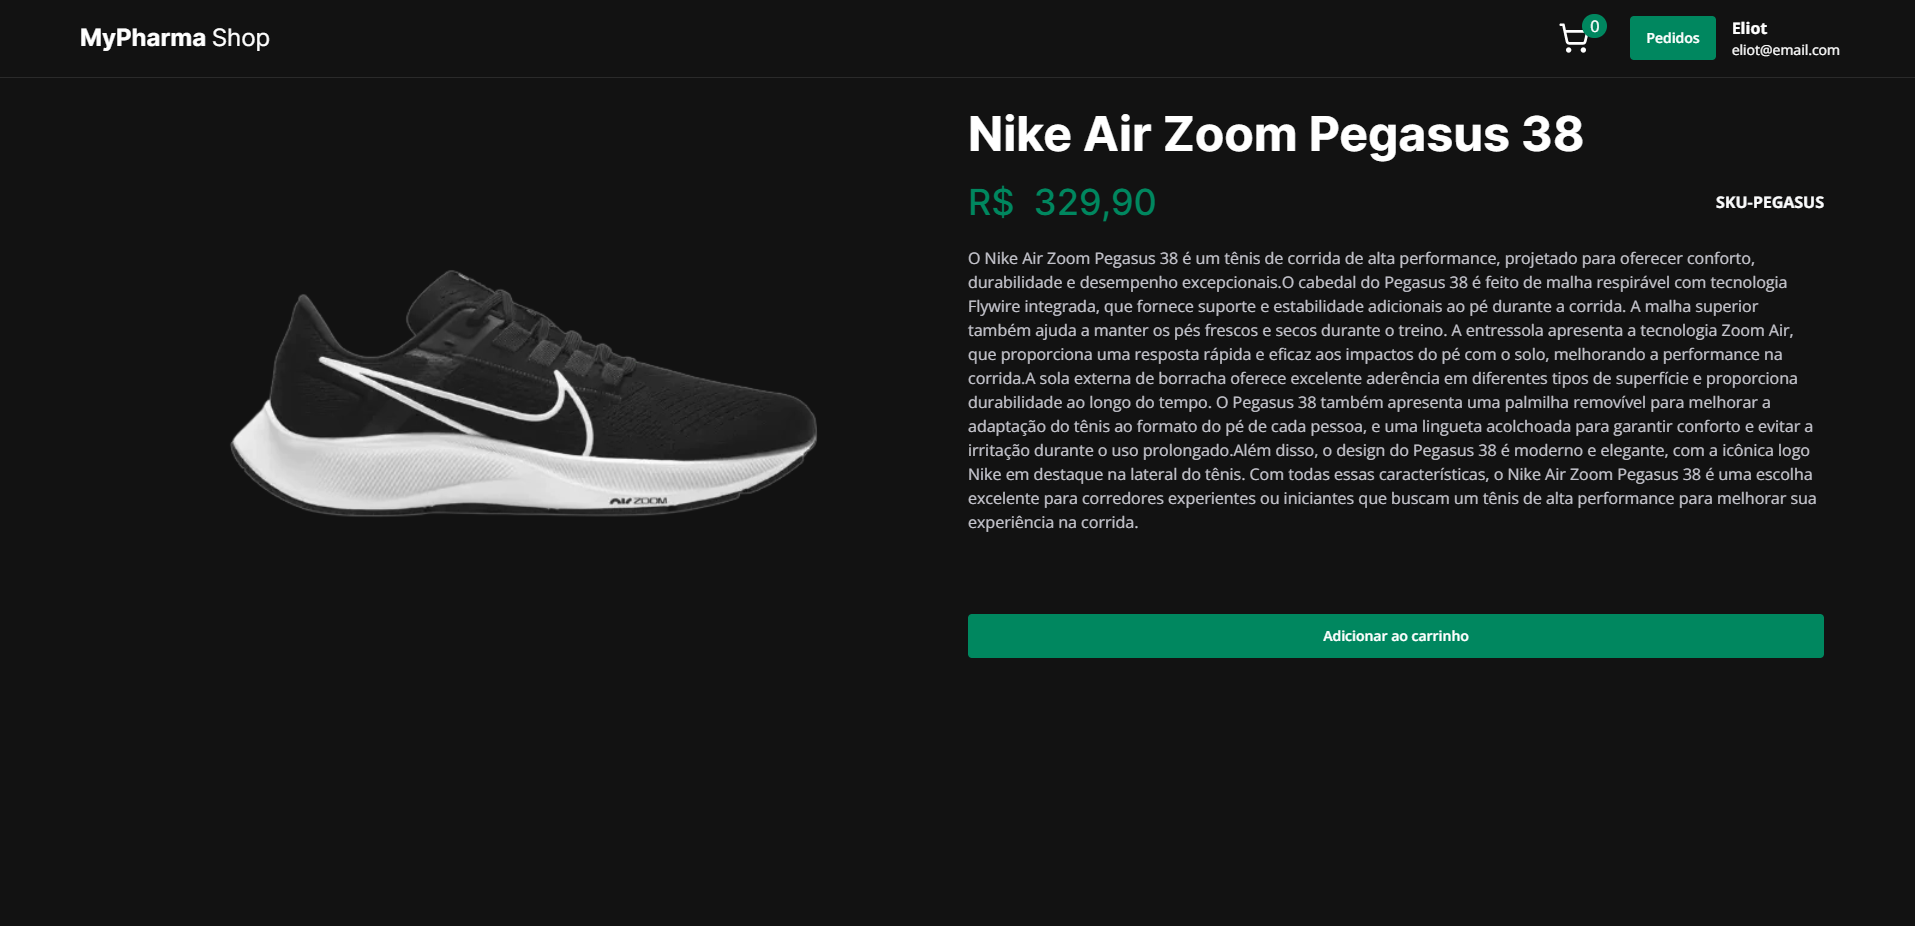 MyPharma Shop
0
Pedidos
Eliot
eliot@email.com
Nike Air Zoom Pegasus 38
R$ 329,90
SKU-PEGASUS
O Nike Air Zoom Pegasus 38 é um tênis de corrida de alta performance, projetado para oferecer conforto,
durabilidade e desempenho excepcionais.O cabedal do Pegasus 38 é feito de malha respirável com tecnologia
Flywire integrada, que fornece suporte e estabilidade adicionais ao pé durante a corrida. A malha superior
também ajuda a manter os pés frescos e secos durante o treino. A entressola apresenta a tecnologia Zoom Air,
que proporciona uma resposta rápida e eficaz aos impactos do pé com o solo, melhorando a performance na
corrida.A sola externa de borracha oferece excelente aderência em diferentes tipos de superfície e proporciona
durabilidade ao longo do tempo. O Pegasus 38 também apresenta uma palmilha removível para melhorar a
adaptação do tênis ao formato do pé de cada pessoa, e uma lingueta acolchoada para garantir conforto e evitar a
irritação durante o uso prolongado.Além disso, o design do Pegasus 38 é moderno e elegante, com a icônica logo
Nike em destaque na lateral do tênis. Com todas essas características, o Nike Air Zoom Pegasus 38 é uma escolha
excelente para corredores experientes ou iniciantes que buscam um tênis de alta performance para melhorar sua
experiência na corrida.
ZOOM
Adicionar ao carrinho